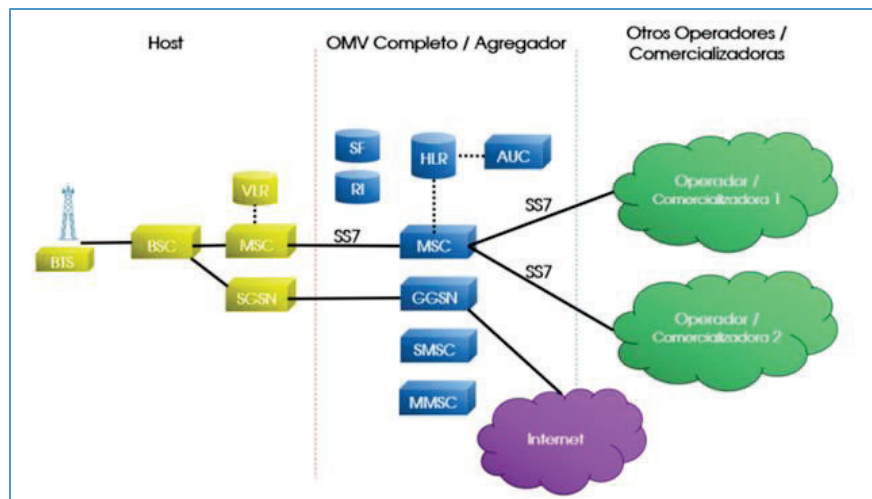 Host
OMV Completo / Agregador
Otros Operadores /
Comercializadoras
SF
RI
HLR
AUC
VLR
BTS
BSC
MSC
SS7
MSC
SS7
SS7
SGSN
GGSN
SMSC
MMSC
Operador /
Comercializadora 1
Operador /
Comercializadora 2
Internet